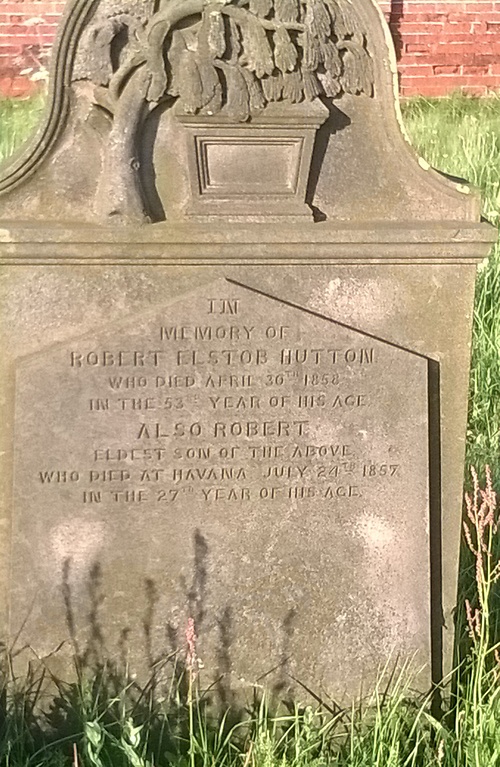 IN
MEMORY OF
ROBERT ELSTOB HUTTON
WHO DIED APRIL 30TH 1858
IN THE 53RD YEAR OF HIS AGE
ALSO ROBERT
ELDEST SON OF THE ABOVE
WHO DIED AT HAVANA JULY 24TH 1857
IN THE 27TH YEAR OF HIS AGE.